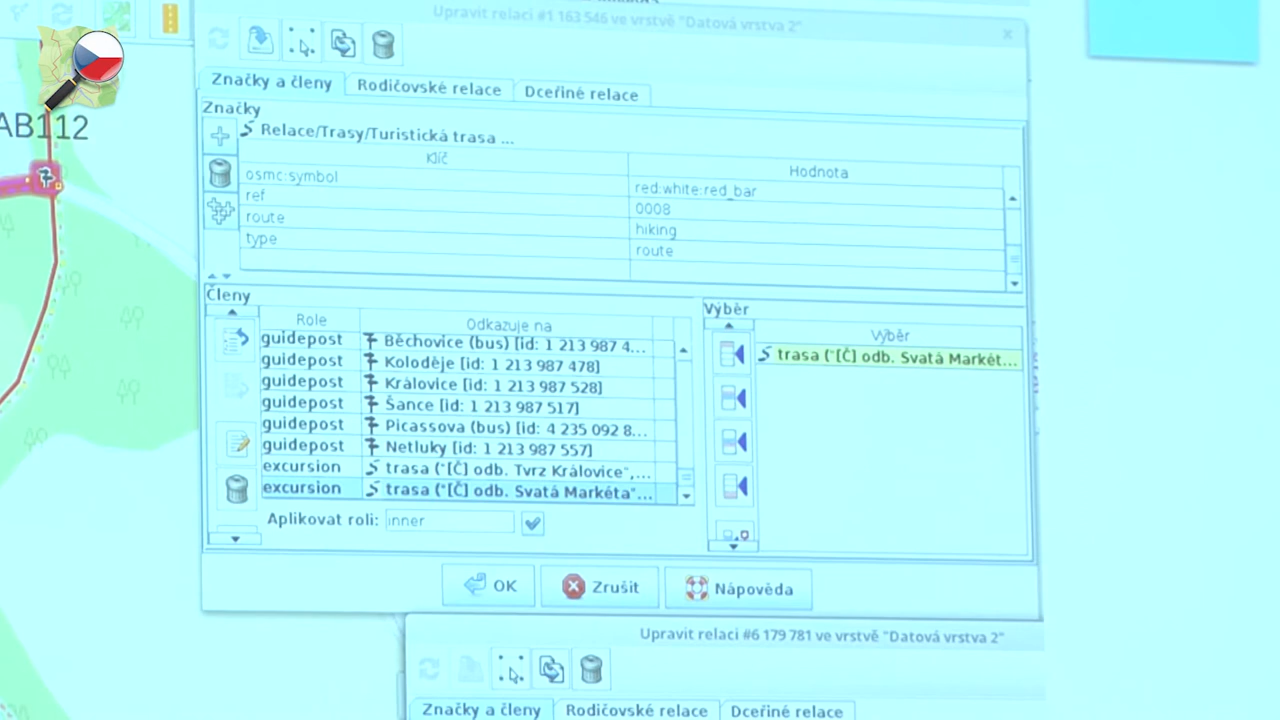 Upravit relaci #1 163 546 ve vrstvě "Datová vrstva 2"
Značky a členy
Rodičovské relace
Dceřiné relace
AB112
Značky
Relace/Trasy/Turistická trasa ...
Klíč
Hodnota
osmc:symbol
red:white:red_bar
ref
0008
route
hiking
type
route
Členy
Výběr
Role
Odkazuje na
Výběr
guidepost
Běchovice (bus) [id: 1 213 987 4...
trasa ("[Č] odb. Svatá Markét...
guidepost
Koloděje [id: 1 213 987 478]
guidepost
Královice [id: 1 213 987 528]
guidepost
Šance [id: 1 213 987 517]
guidepost
Picassova (bus) [id: 4 235 092 8...
guidepost
Netluky [id: 1 213 987 557]
excursion
trasa ("[Č] odb. Tvrz Královice",...
excursion
trasa ("[Č] odb. Svatá Markéta"...
Aplikovat roli:
inner
OK
Zrušit
Nápověda
Upravit relaci #6 179 781 ve vrstvě "Datová vrstva 2"
Značky a členy
Rodičovské relace
Dceřiné relace